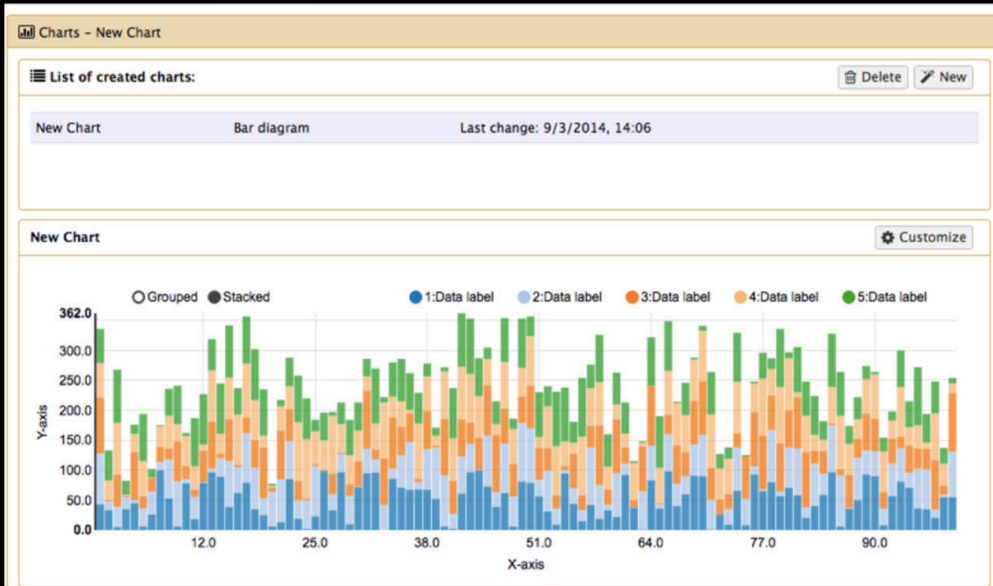 Charts – New Chart
List of created charts:
Delete
New
New Chart Bar diagram Last change: 9/3/2014, 14:06
New Chart
Customize
Grouped Stacked 1:Data label 2:Data label 3:Data label 4:Data label 5:Data label
362.0
300.0
250.0
200.0
150.0
100.0
50.0
0.0
Y-axis
12.0 25.0 38.0 51.0 64.0 77.0 90.0
X-axis